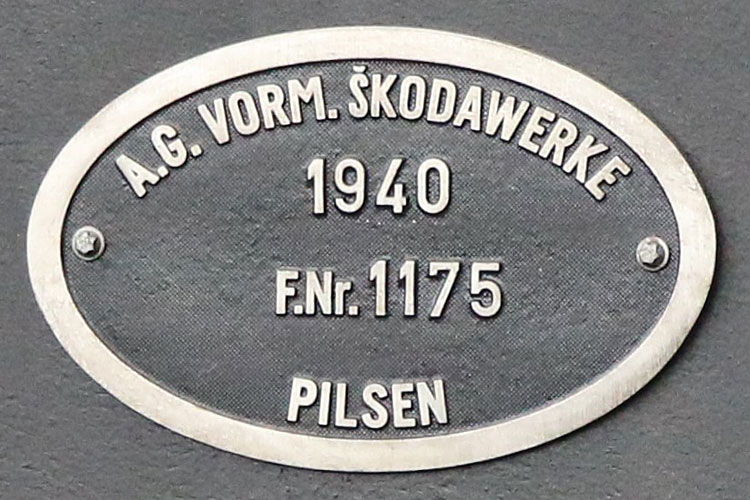 A.G. VORM. ŠKODAWERKE
1940
F.Nr. 1175
PILSEN